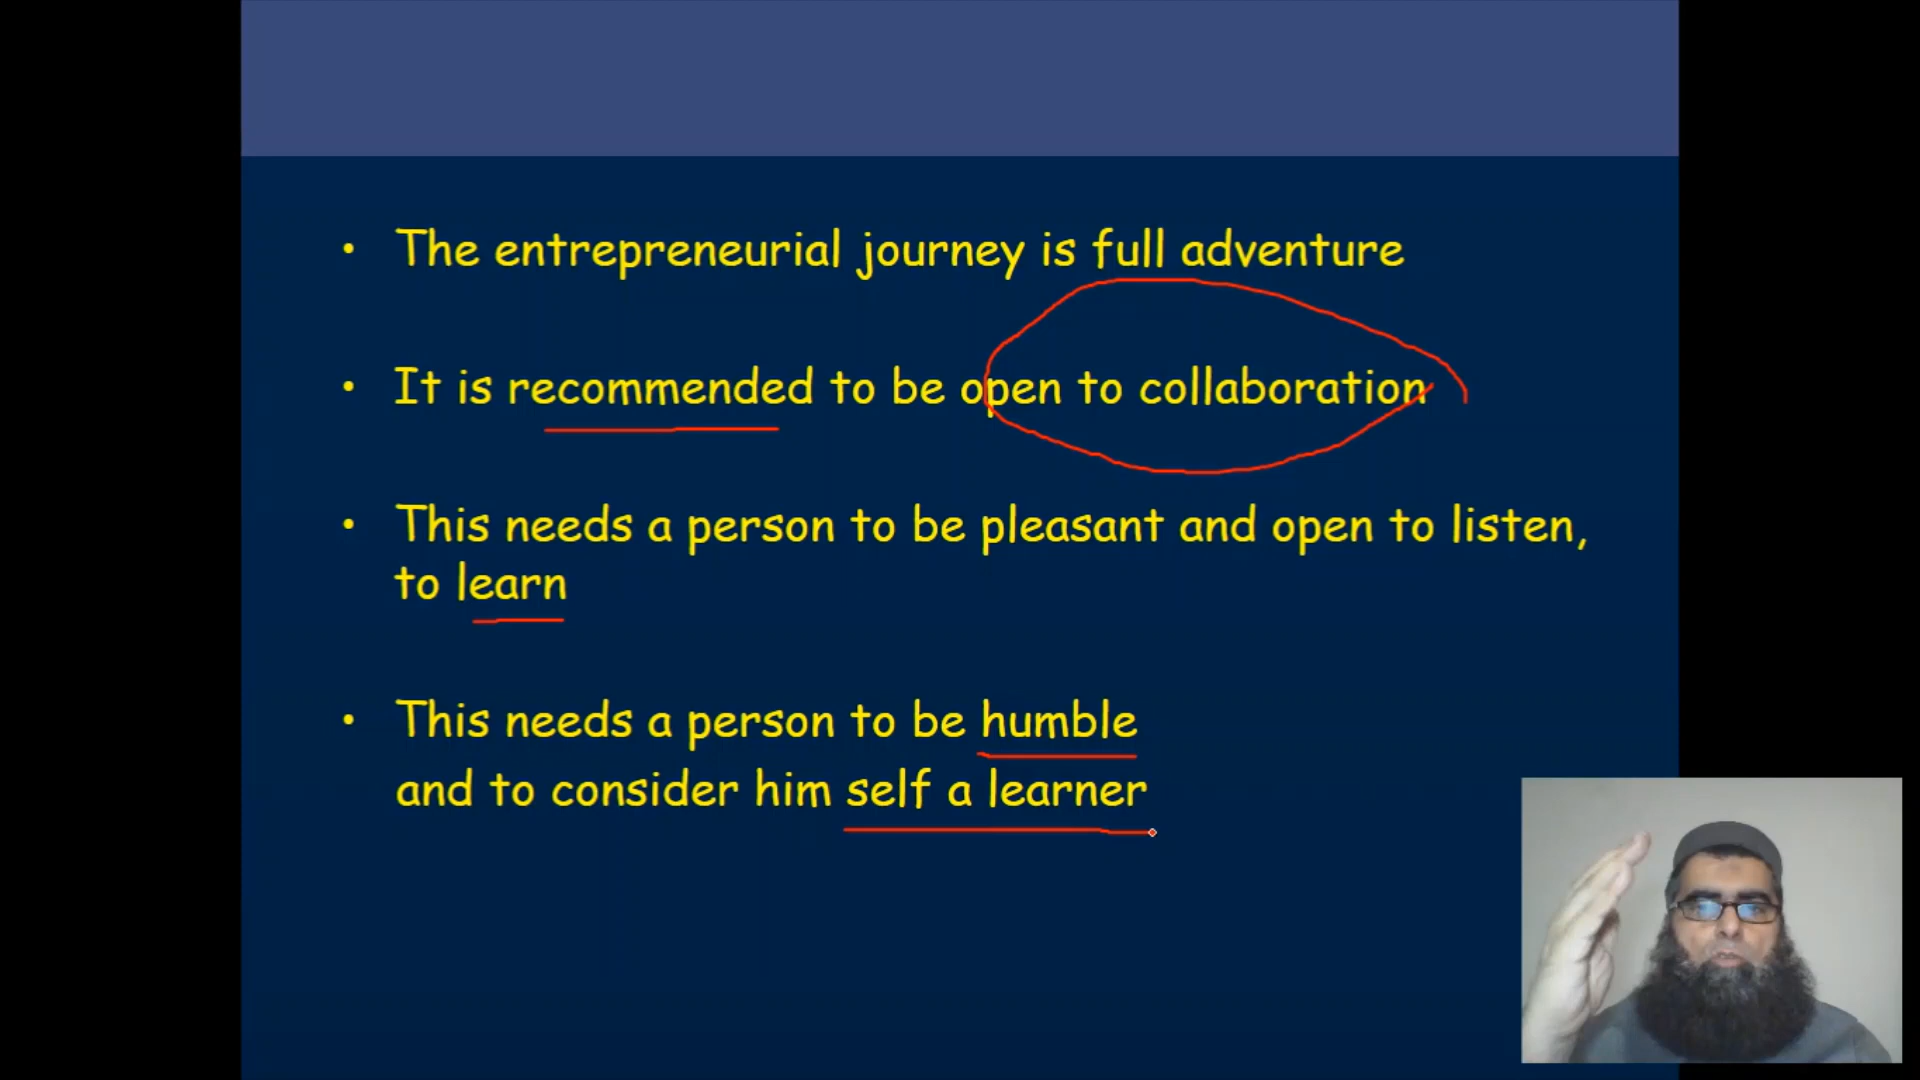 • The entrepreneurial journey is full adventure
• It is recommended to be open to collaboration
• This needs a person to be pleasant and open to listen,
to learn
• This needs a person to be humble
and to consider him self a learner